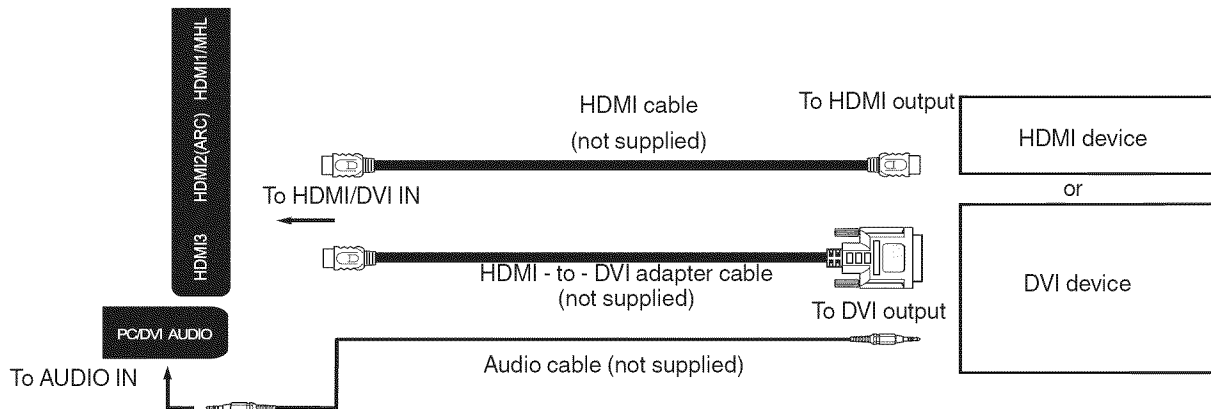 HDMI1/MHL
HDMI2(ARC)
HDMI3
HDMI cable
(not supplied)
To HDMI output
HDMI device
To HDMI/DVI IN
or
HDMI - to - DVI adapter cable
(not supplied)
DVI device
To DVI output
PC/DVI AUDIO
Audio cable (not supplied)
To AUDIO IN